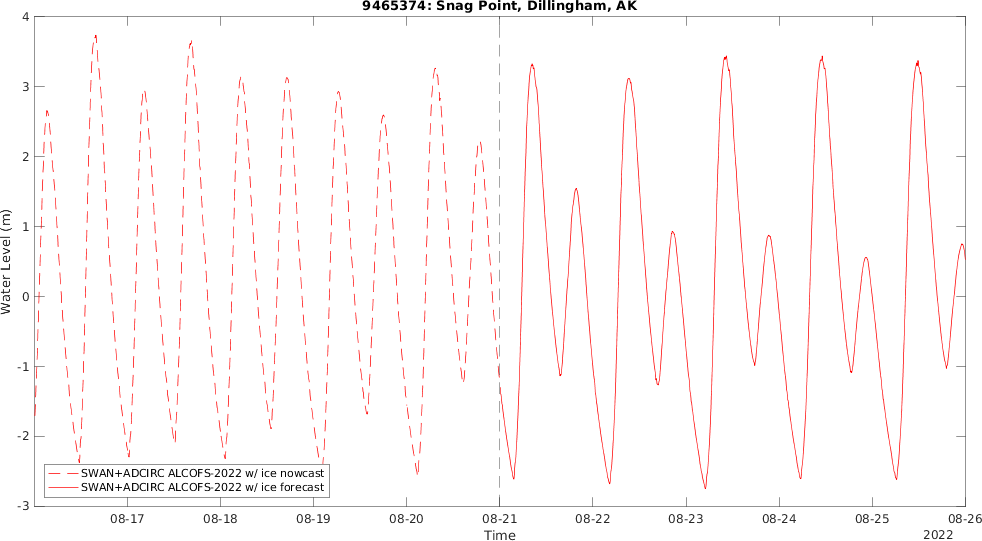 9465374: Snag Point, Dillingham, AK
4
3
2
1
0
-1
-2
-3
Water Level (m)
SWAN+ADCIRC ALCOFS-2022 w/ ice nowcast
SWAN+ADCIRC ALCOFS-2022 w/ ice forecast
08-17 08-18 08-19 08-20 08-21 08-22 08-23 08-24 08-25 08-26
Time
2022